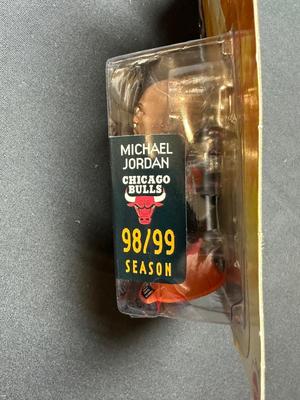 MICHAEL
JORDAN
CHICAGO
BULLS
98/99
SEASON